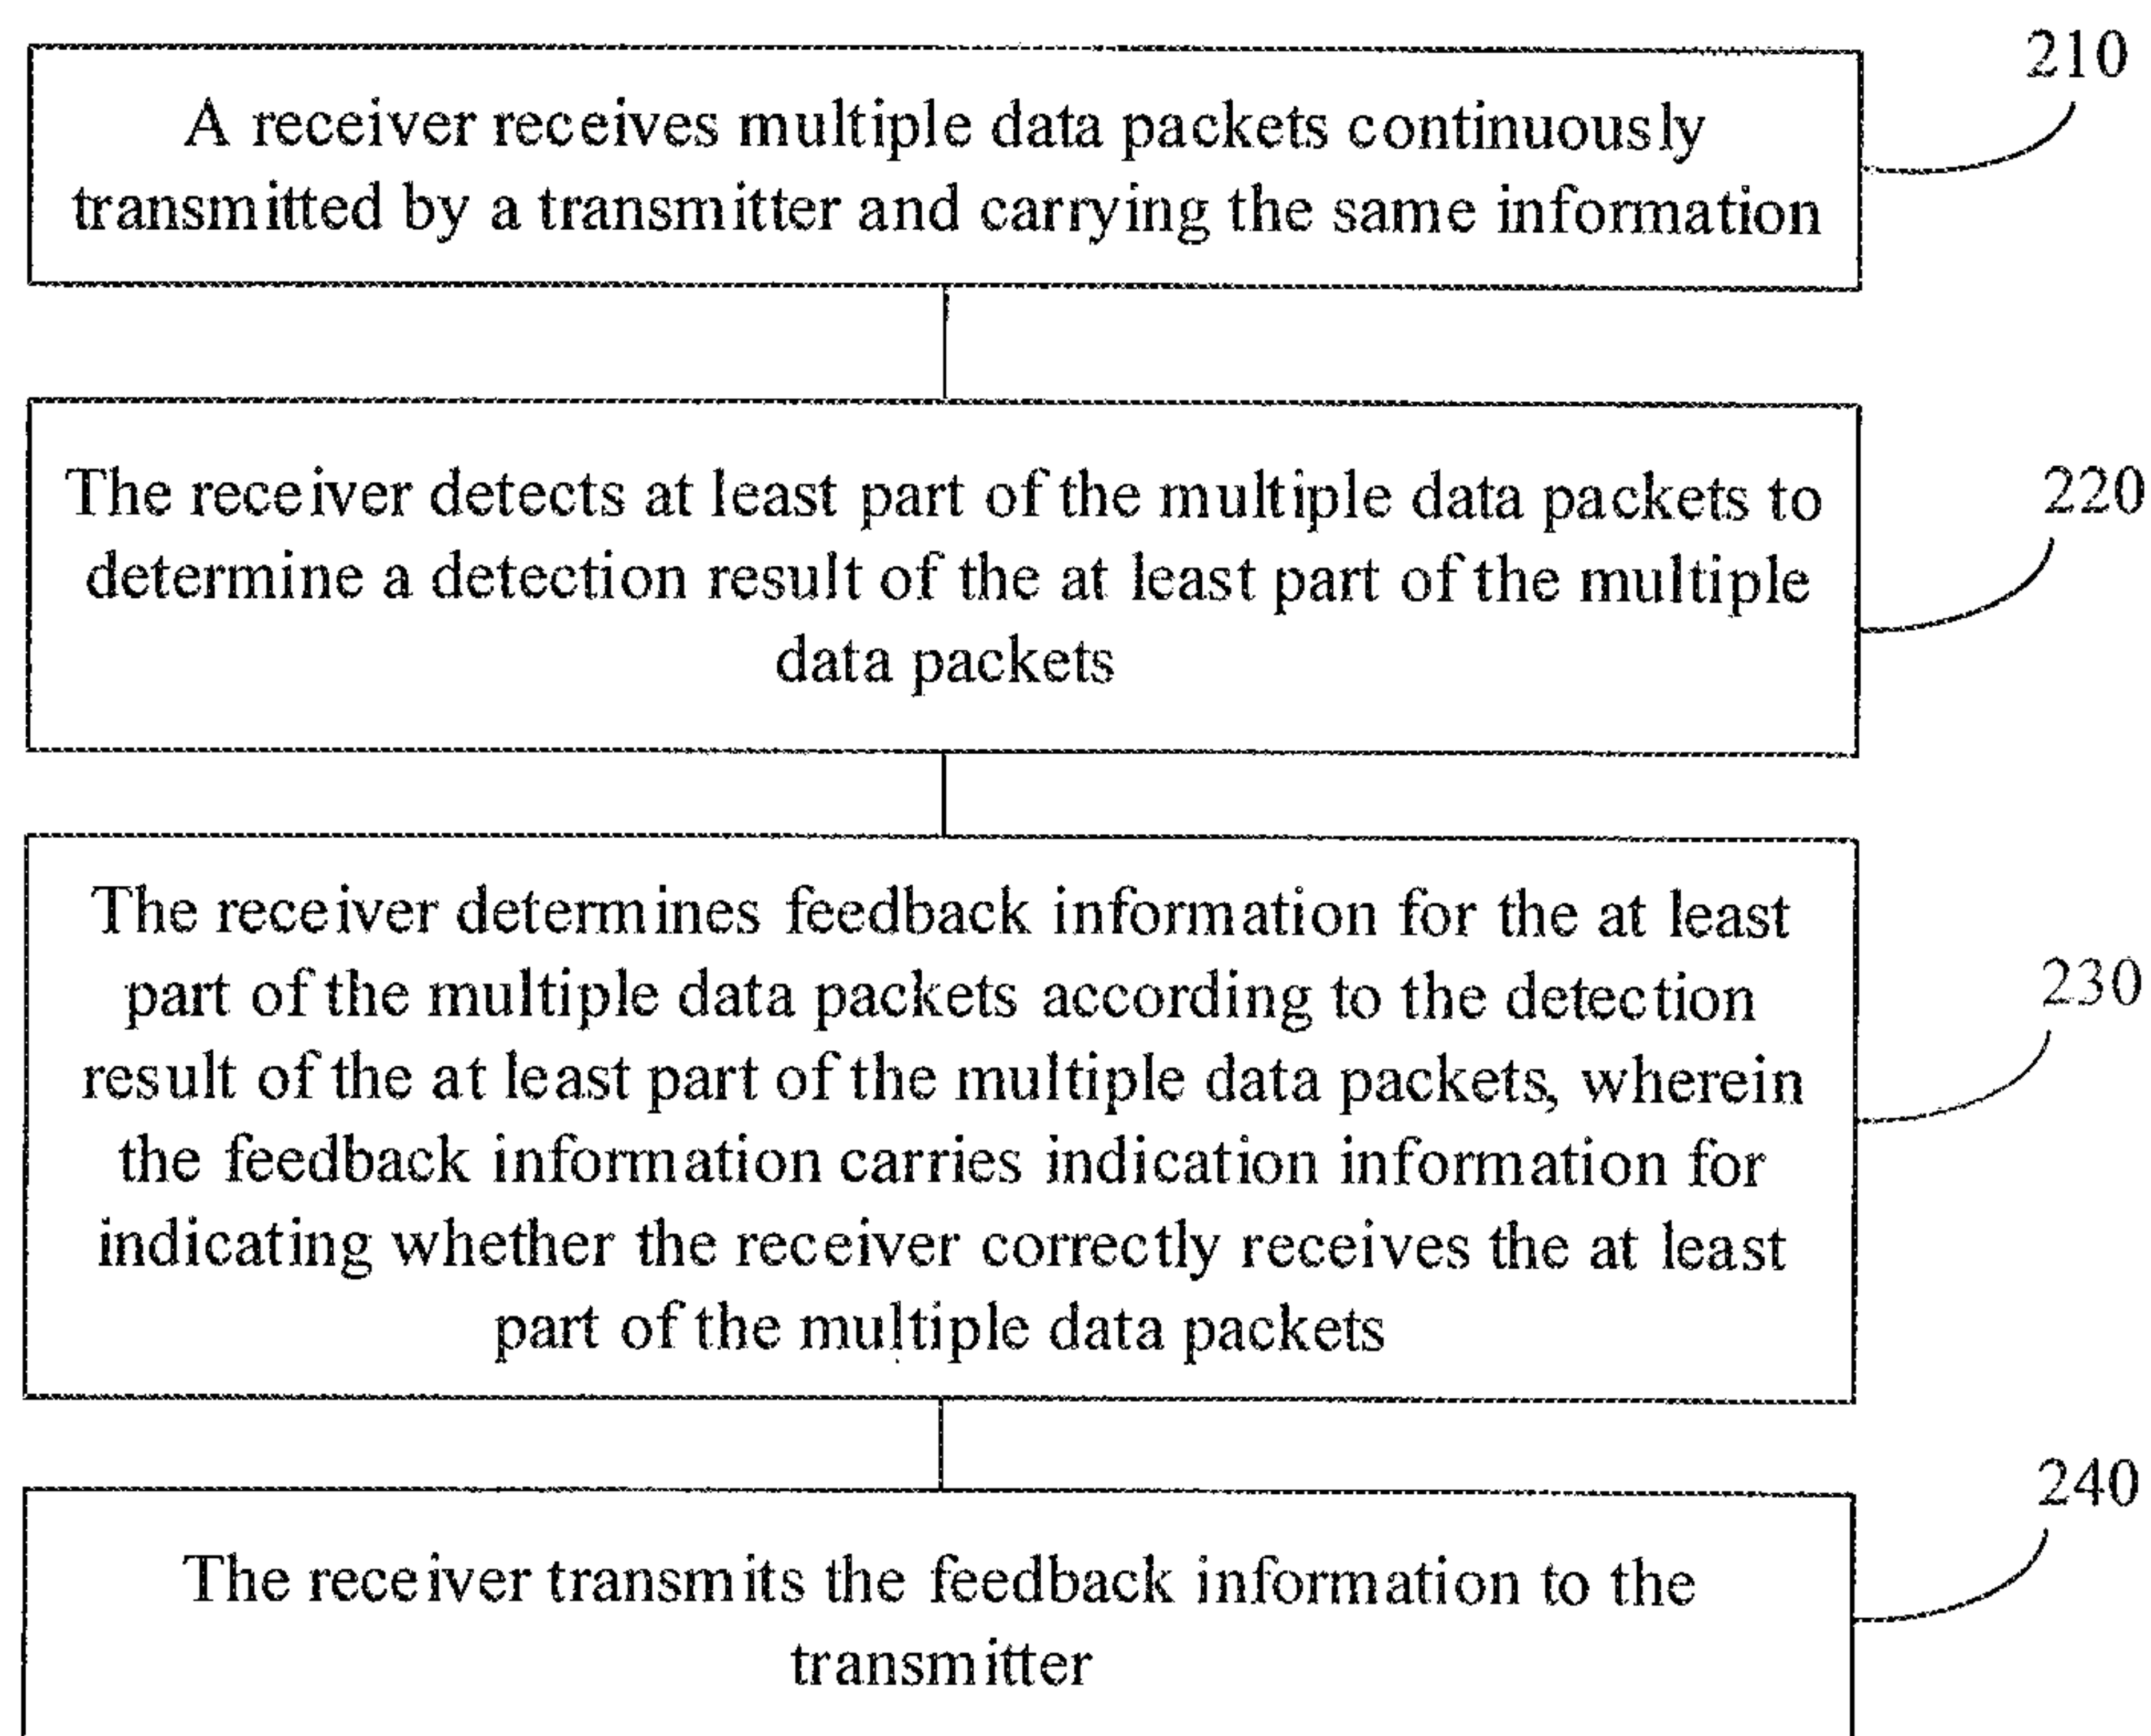 210
A receiver receives multiple data packets continuously
transmitted by a transmitter and carrying the same information
220
The receiver detects at least part of the multiple data packets to
determine a detection result of the at least part of the multiple
data packets
230
The receiver determines feedback information for the at least
part of the multiple data packets according to the detection
result of the at least part of the multiple data packets, wherein
the feedback information carries indication information for
indicating whether the receiver correctly receives the at least
part of the multiple data packets
240
The receiver transmits the feedback information to the
transmitter